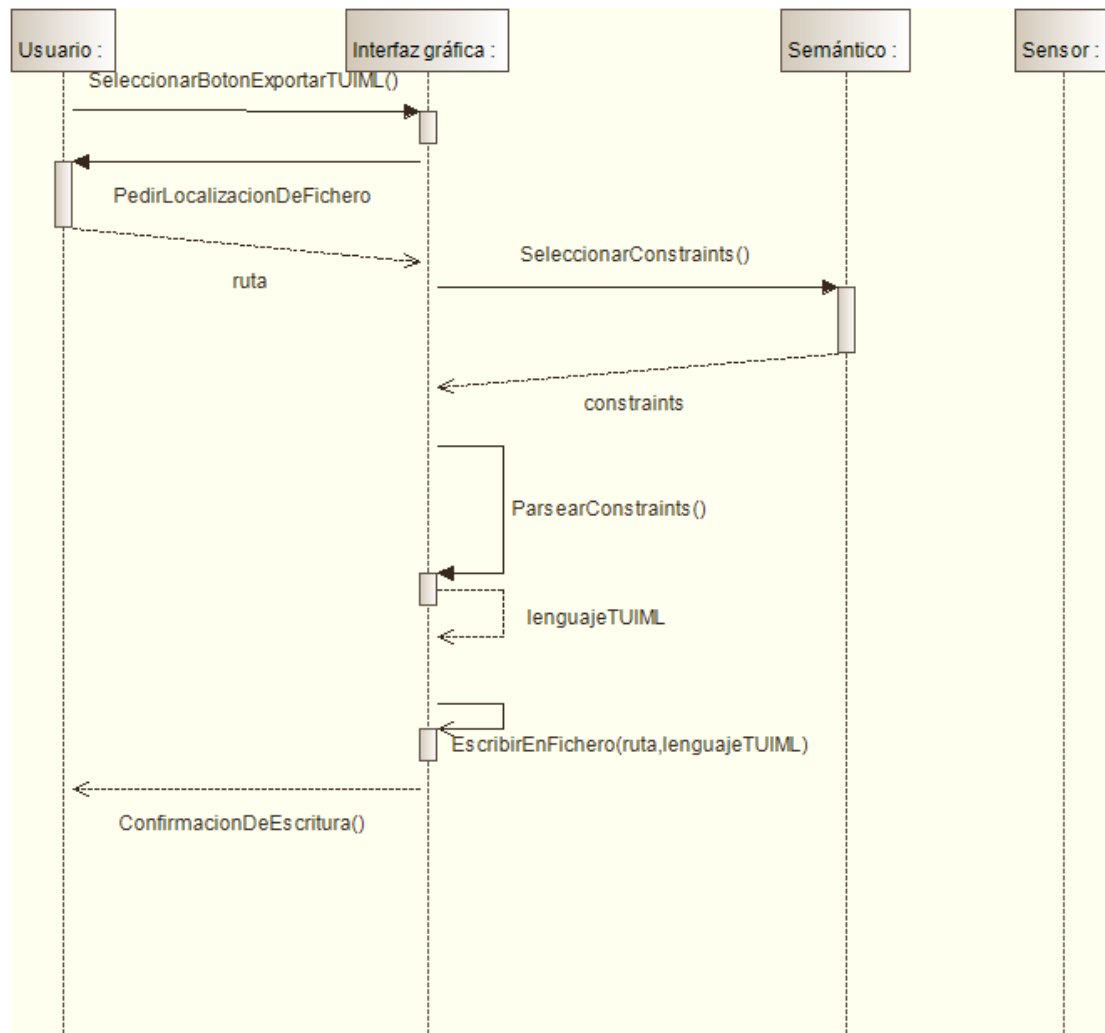 Usuario :
Interfaz gráfica :
Semántico :
Sensor :
SeleccionarBotonExportarTUIML()
PedirLocalizacionDeFichero
SeleccionarConstraints()
ruta
constraints
ParsearConstraints()
lenguajeTUIML
EscribirEnFichero(ruta,lenguajeTUIML)
ConfirmacionDeEscritura()